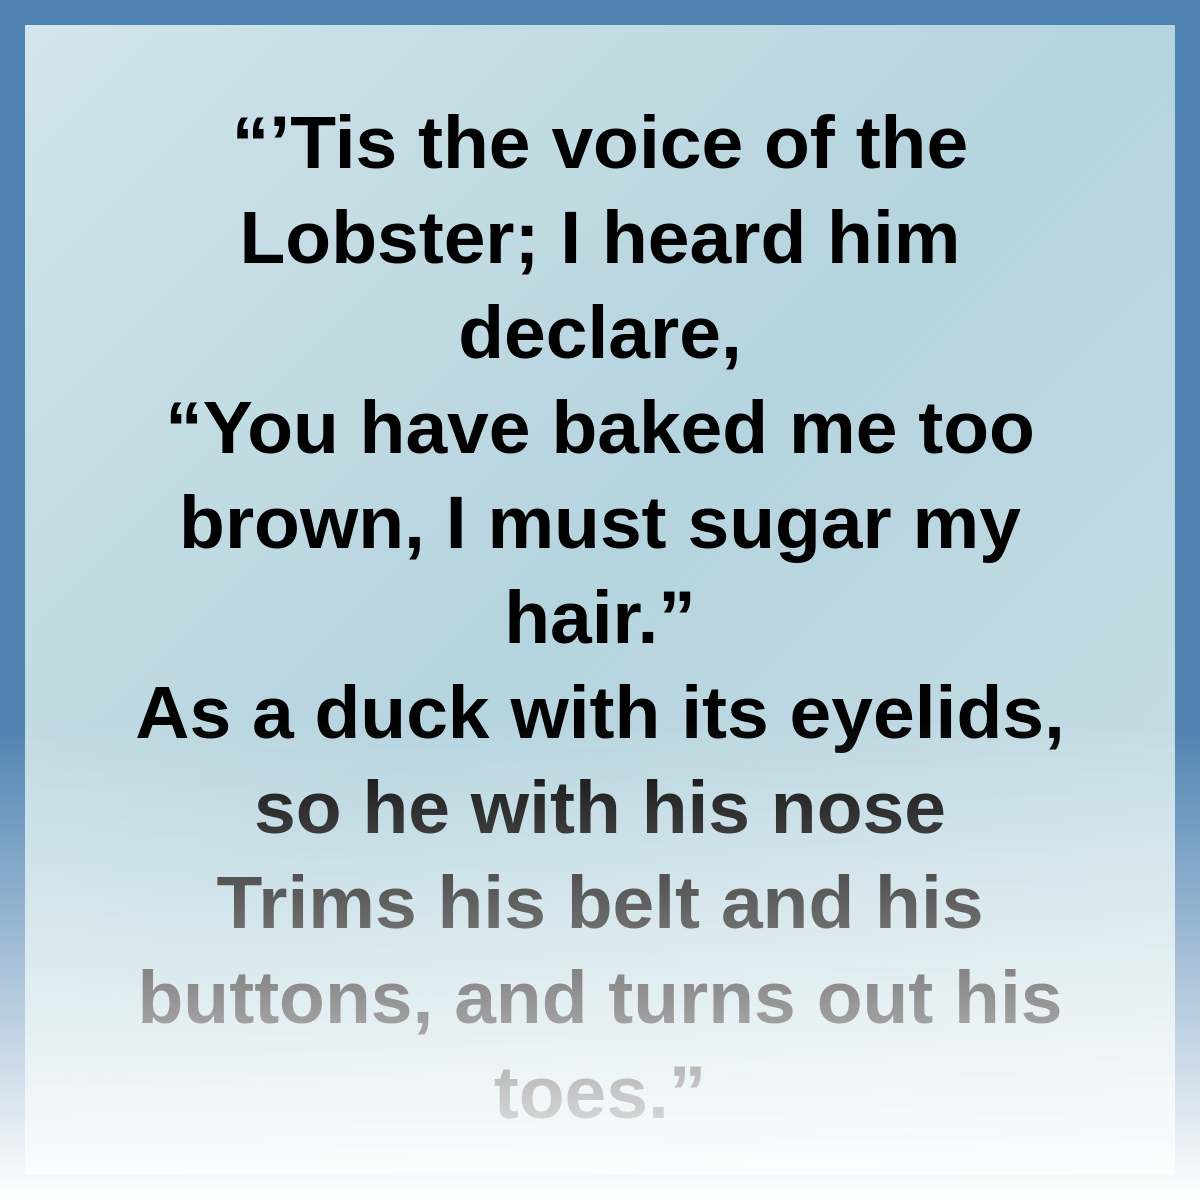 “’Tis the voice of the
Lobster; I heard him
declare,
“You have baked me too
brown, I must sugar my
hair.”
As a duck with its eyelids,
so he with his nose
Trims his belt and his
buttons, and turns out his
toes.”